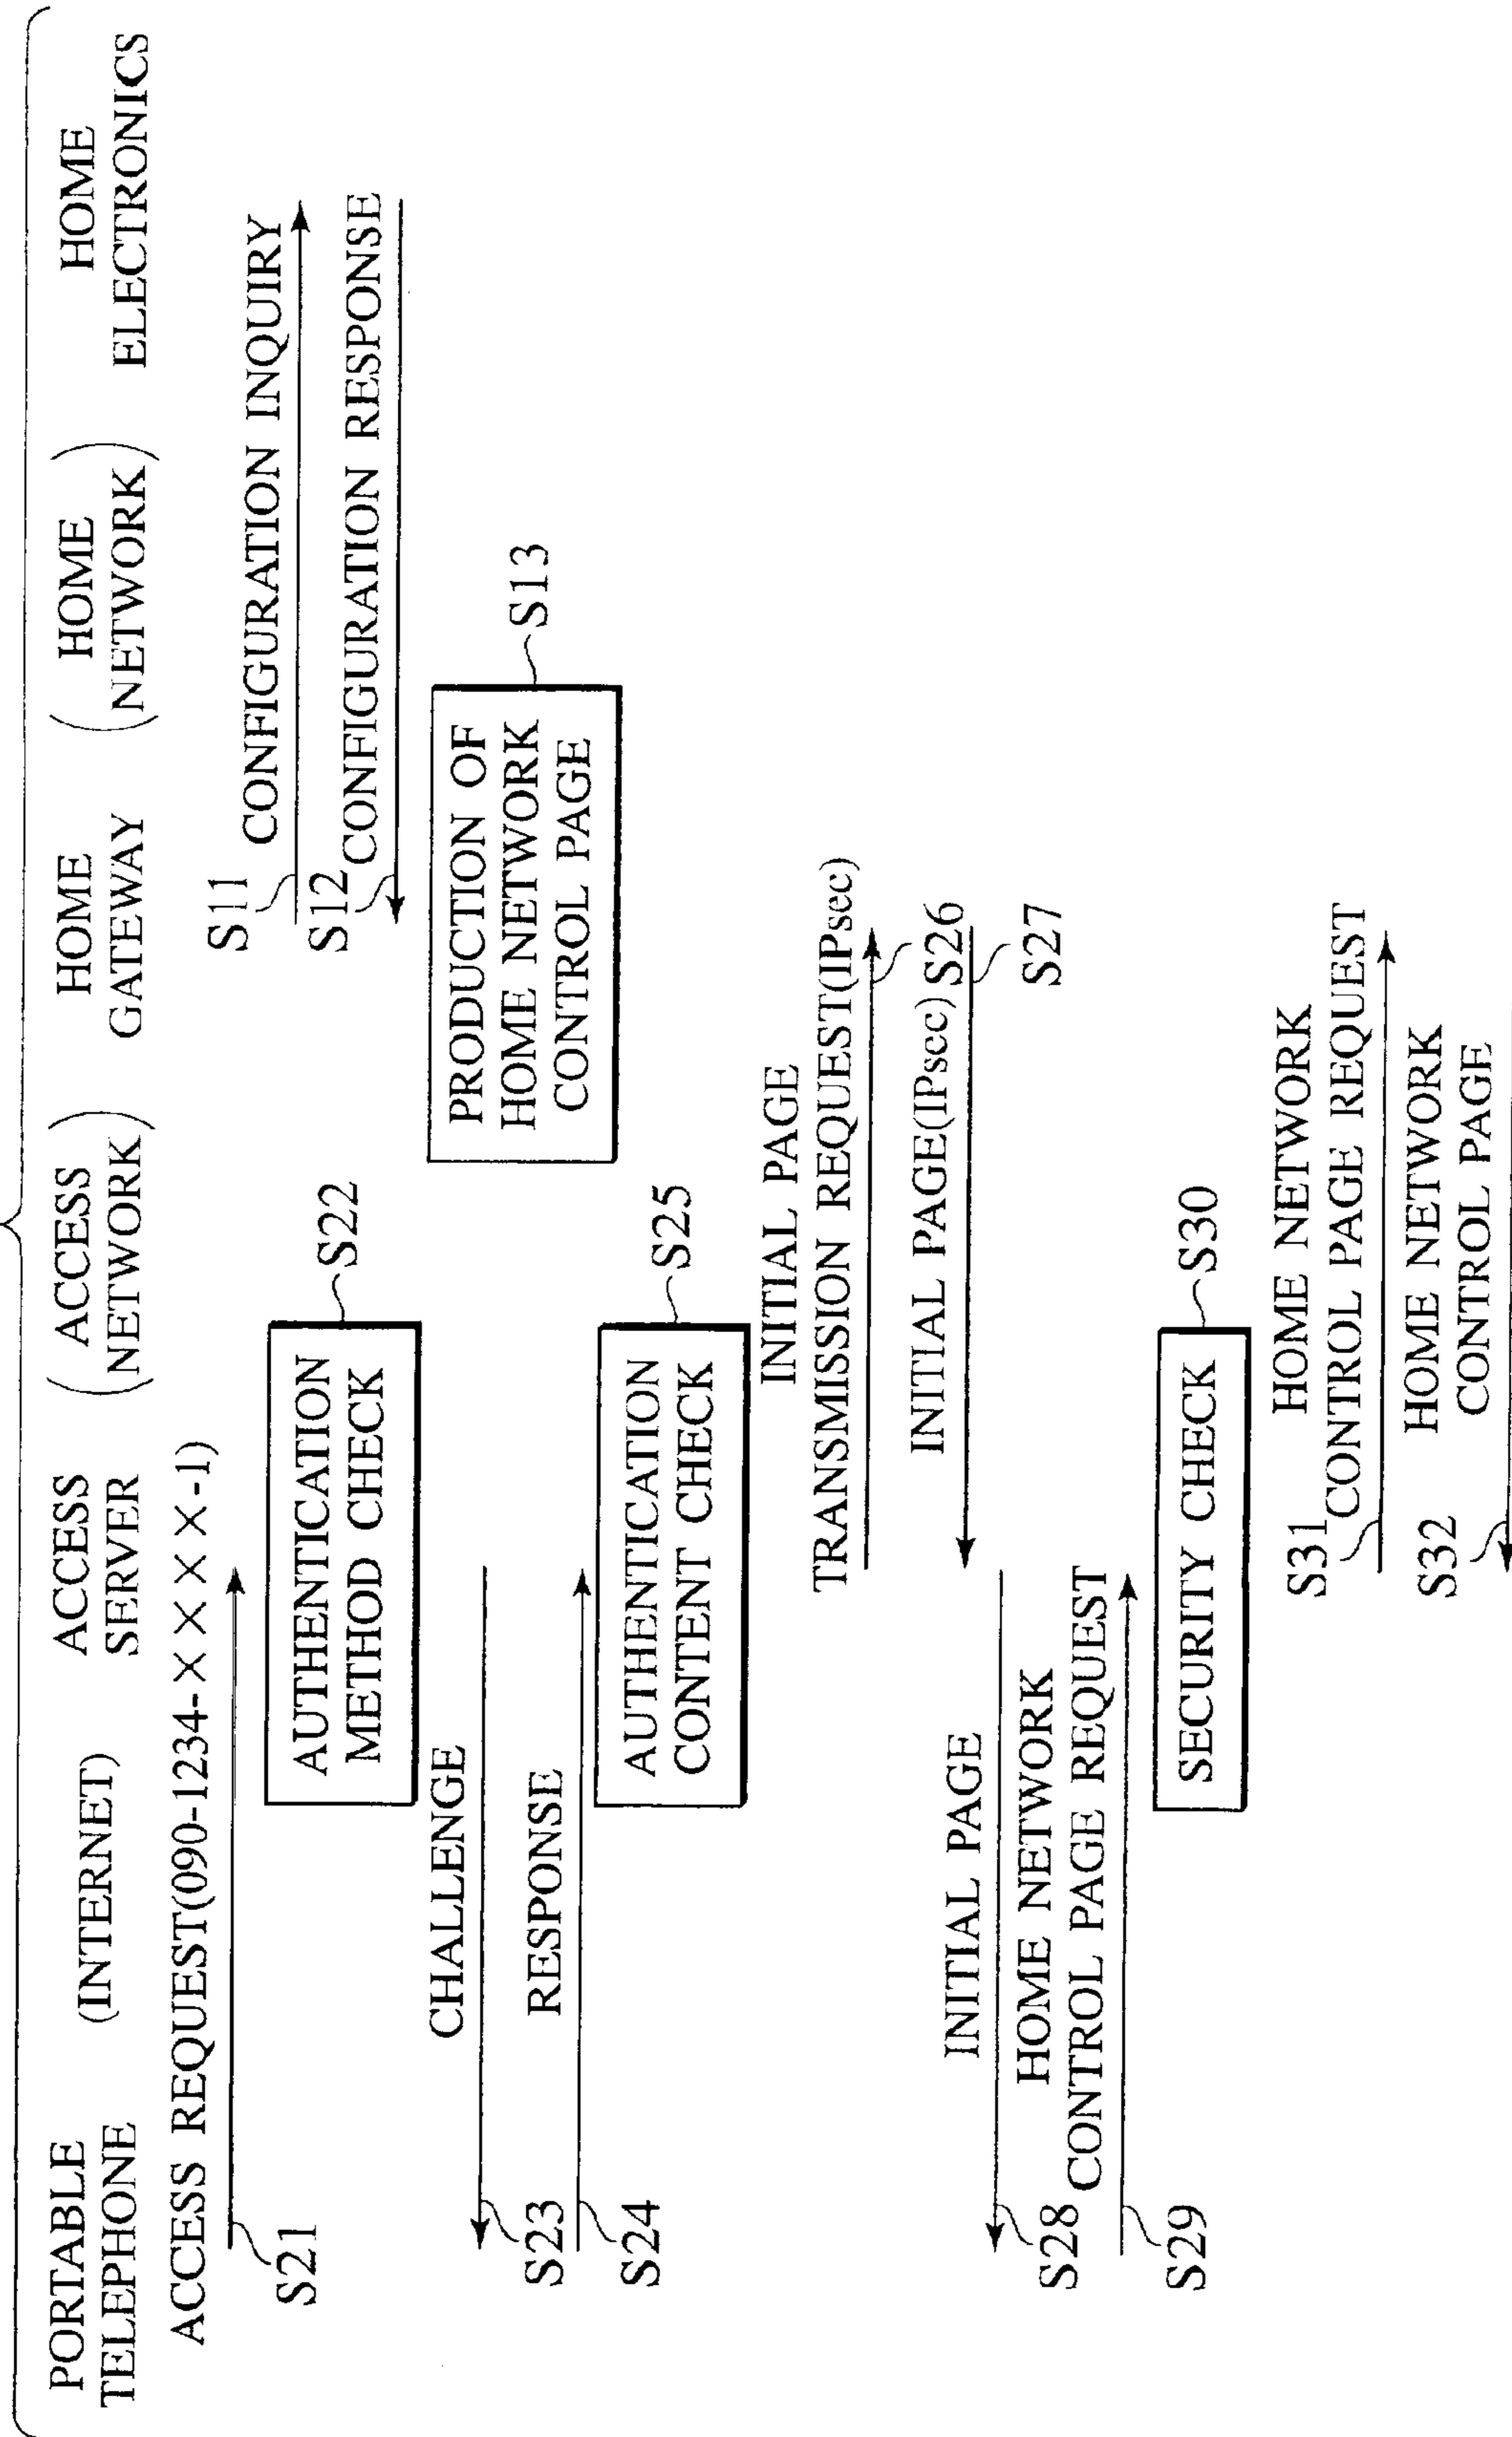 PORTABLE
TELEPHONE
(INTERNET)
ACCESS
SERVER
(ACCESS
NETWORK)
HOME
GATEWAY
(HOME
NETWORK)
HOME
ELECTRONICS
ACCESS REQUEST(090-1234-××××-1)
S21
S11
CONFIGURATION INQUIRY
S12
CONFIGURATION RESPONSE
AUTHENTICATION
METHOD CHECK
S22
PRODUCTION OF
HOME NETWORK
CONTROL PAGE
S13
CHALLENGE
S23
RESPONSE
S24
AUTHENTICATION
CONTENT CHECK
S25
INITIAL PAGE
TRANSMISSION REQUEST(IPsec)
S26
INITIAL PAGE(IPsec)
S27
INITIAL PAGE
S28
HOME NETWORK
CONTROL PAGE REQUEST
S29
SECURITY CHECK
S30
HOME NETWORK
CONTROL PAGE REQUEST
S31
HOME NETWORK
CONTROL PAGE
S32